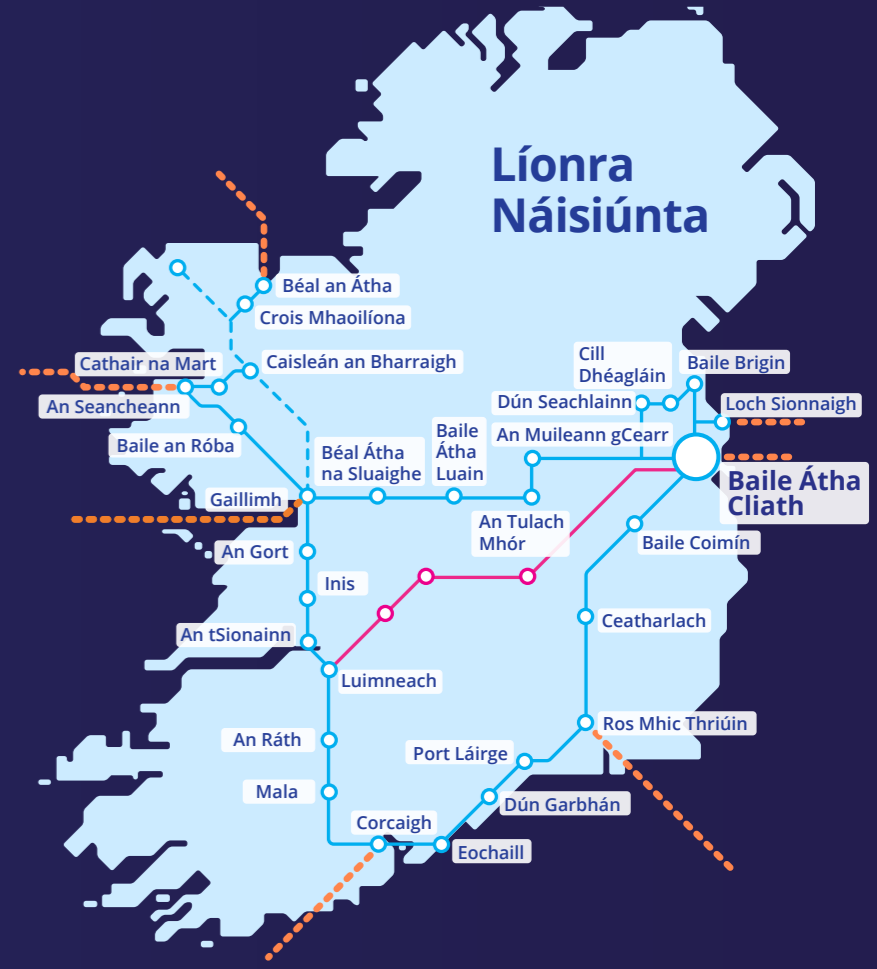 Líonra
Náisiúnta
Béal an Átha
Crois Mhaoilíona
Cathair na Mart
Caisleán an Bharraigh
An Seancheann
Baile an Róba
Gaillimh
Béal Átha
na Sluaighe
Baile
Átha
Luain
Cill
Dhéagláin
Baile Brigin
Dún Seachlainn
Loch Sionnaigh
An Muileann gCearr
Baile Átha
Cliath
An Tulach
Mhór
Baile Coimín
An Gort
Inis
Ceatharlach
An tSionainn
Luimneach
Ros Mhic Thriúin
An Ráth
Port Láirge
Mala
Dún Garbhán
Corcaigh
Eochaill